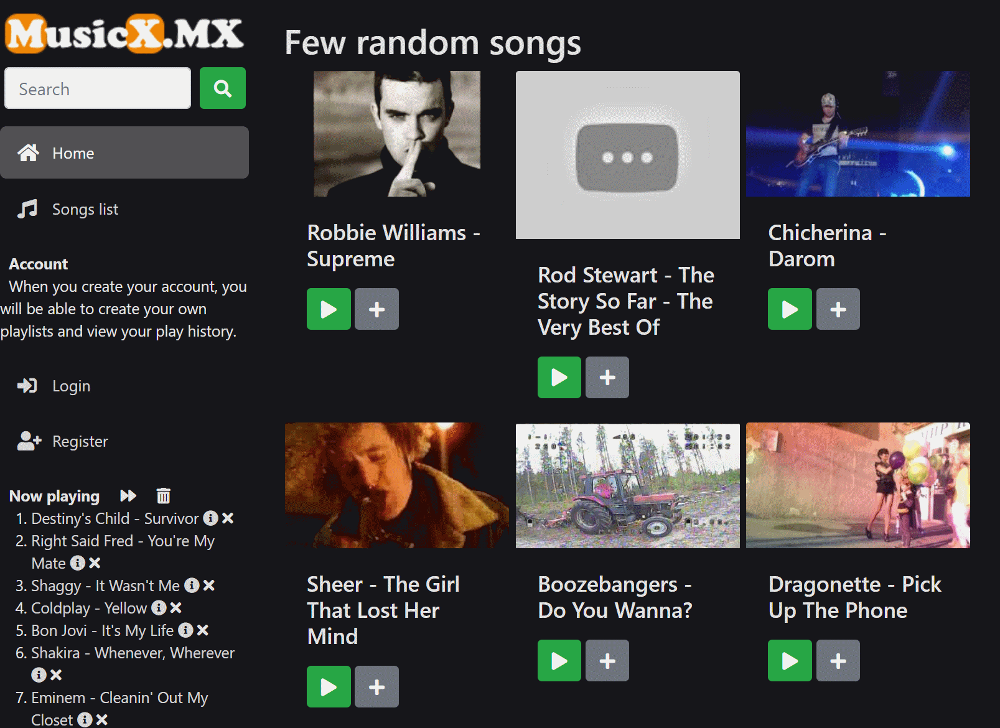 MusicX.MX
Search
Home
Songs list
Account
When you create your account, you
will be able to create your own
playlists and view your play history.
Login
Register
Now playing
1. Destiny's Child - Survivor
2. Right Said Fred - You're My
Mate
3. Shaggy - It Wasn't Me
4. Coldplay - Yellow
5. Bon Jovi - It's My Life
6. Shakira - Whenever, Wherever
7. Eminem - Cleanin' Out My
Closet
Few random songs
Robbie Williams -
Supreme
Rod Stewart - The
Story So Far - The
Very Best Of
Chicherina -
Darom
Sheer - The Girl
That Lost Her
Mind
Boozebangers -
Do You Wanna?
Dragonette - Pick
Up The Phone